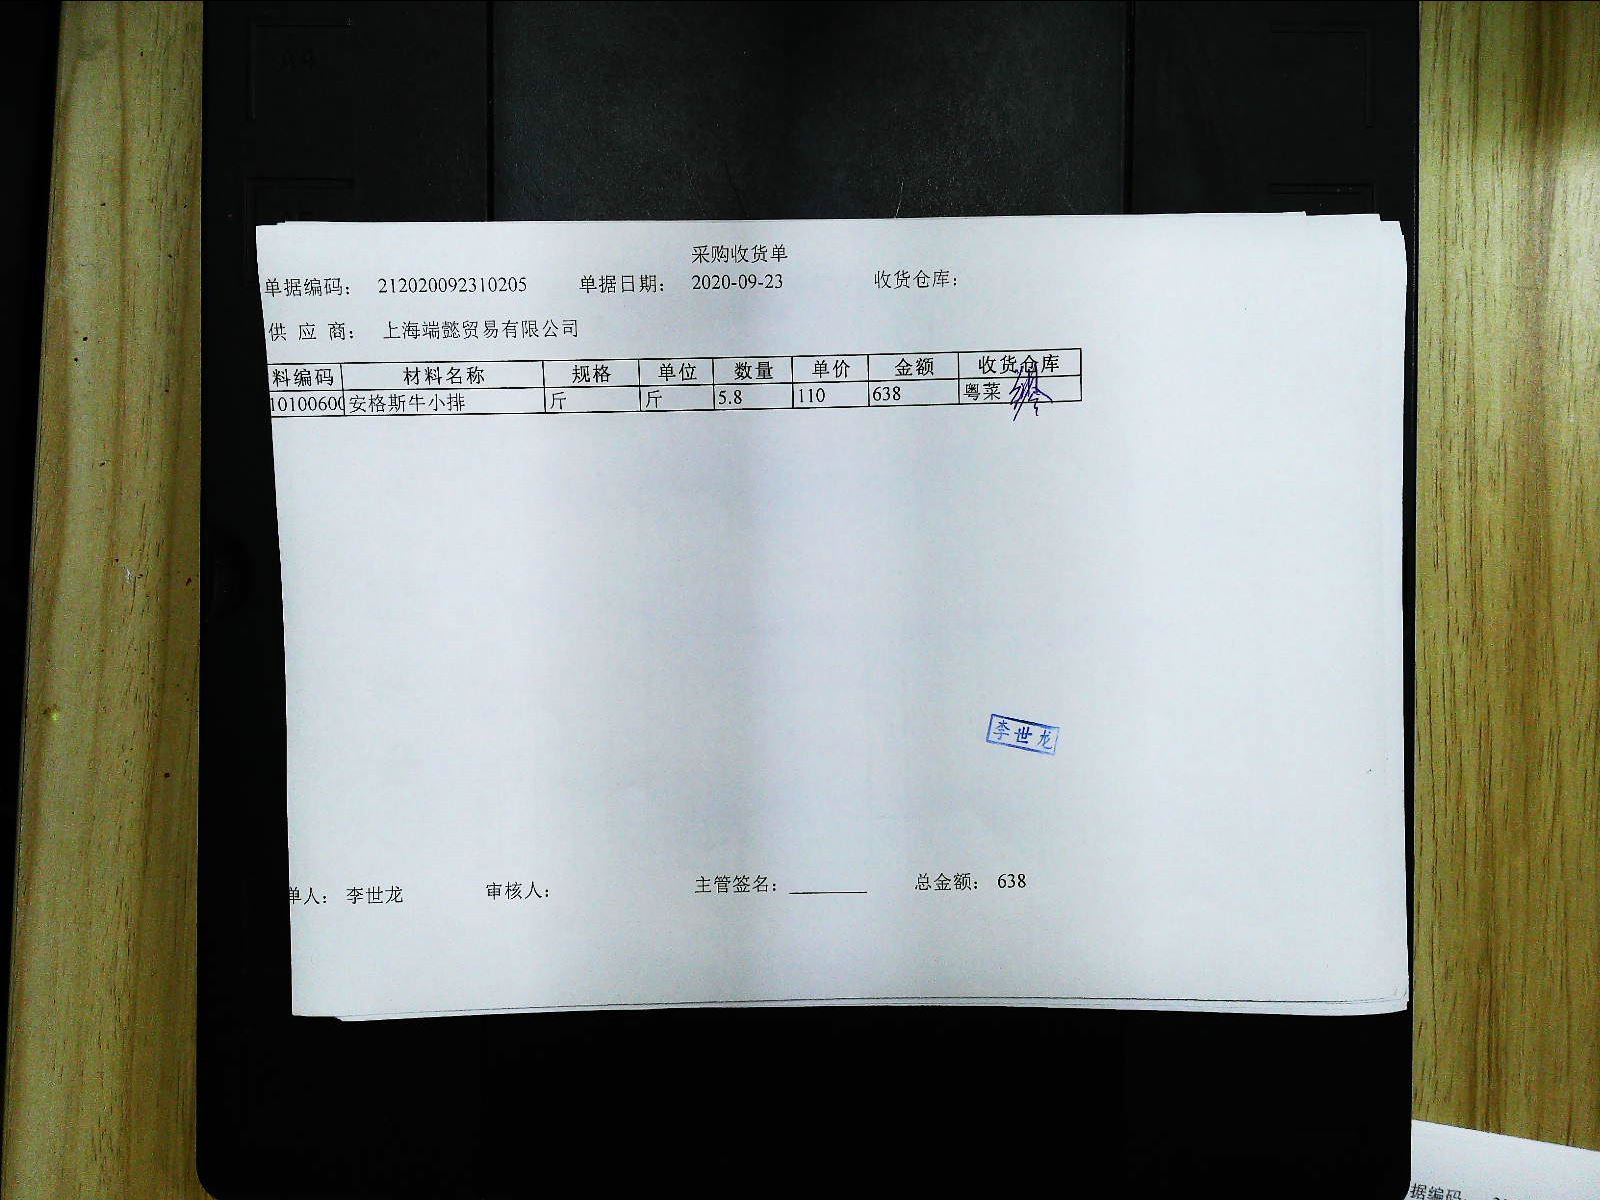 采购收货单
单据编码： 212020092310205 单据日期： 2020-09-23 收货仓库：
供 应 商： 上海端懿贸易有限公司
料编码 材料名称 规格 单位 数量 单价 金额 收货仓库
10100600 安格斯牛小排 斤 斤 5.8 110 638 粤菜
李世龙
单人： 李世龙 审核人： 主管签名： 总金额： 638
据编码：